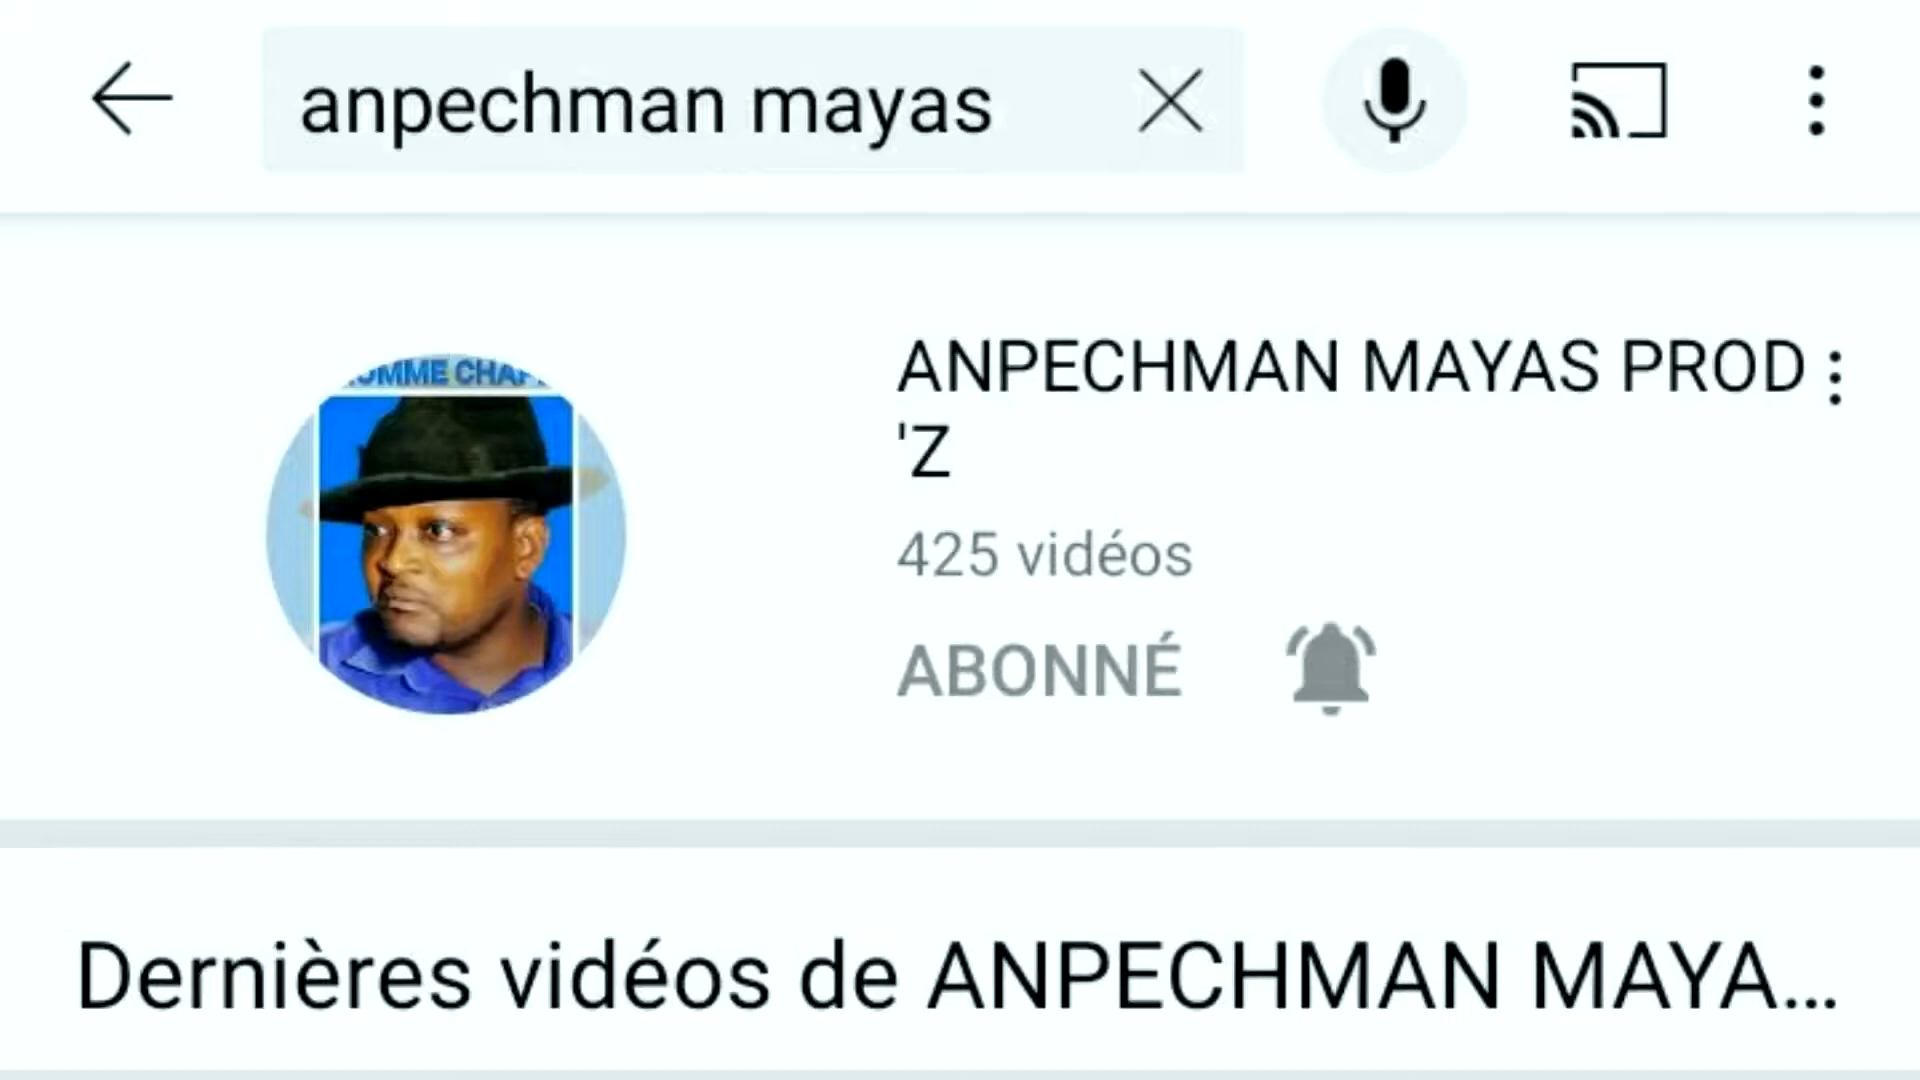 anpechman mayas
ANPECHMAN MAYAS PROD
'Z
425 vidéos
ABONNÉ
Dernières vidéos de ANPECHMAN MAYA...